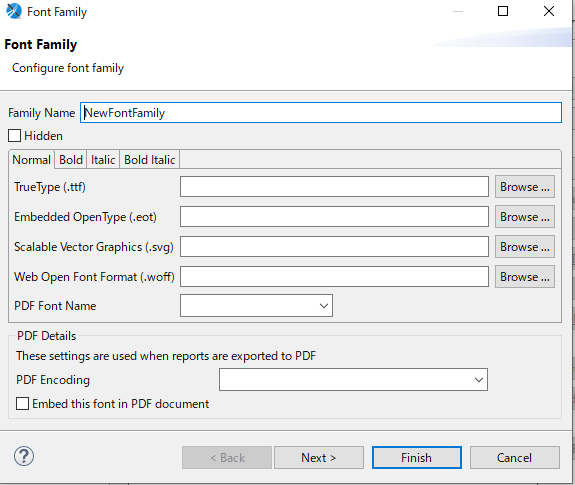 Font Family
Font Family
Configure font family
Family Name NewFontFamily
Hidden
Normal Bold Italic Bold Italic
TrueType (.ttf) Browse ...
Embedded OpenType (.eot) Browse ...
Scalable Vector Graphics (.svg) Browse ...
Web Open Font Format (.woff) Browse ...
PDF Font Name
PDF Details
These settings are used when reports are exported to PDF
PDF Encoding
Embed this font in PDF document
? < Back Next > Finish Cancel